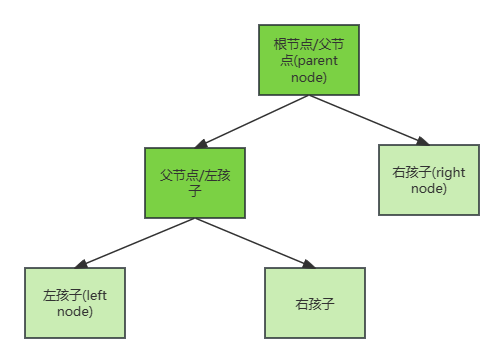 根节点/父节
点(parent
node)
父节点/左孩
子
右孩子(right
node)
左孩子(left
node)
右孩子